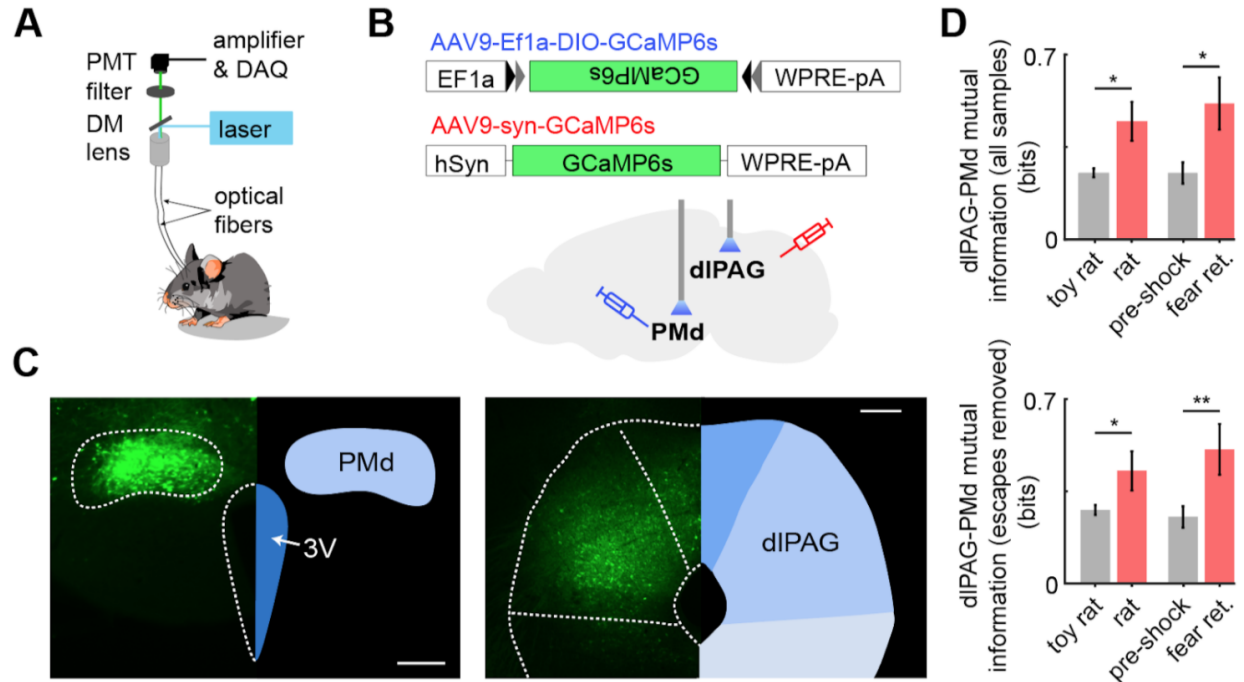 A
PMT
filter
DM
lens
amplifier
& DAQ
laser
optical
fibers
B
AAV9-Ef1a-DIO-GCaMP6s
EF1a
GCaMP6s
WPRE-pA
AAV9-syn-GCaMP6s
hSyn
GCaMP6s
WPRE-pA
dlPAG
PMd
C
PMd
3V
dlPAG
D
dlPAG-PMd mutual
information (all samples)
(bits)
0.7
0
*
*
toy rat
rat
pre-shock
fear ret.
dlPAG-PMd mutual
information (escapes removed)
(bits)
0.7
0
*
**
toy rat
rat
pre-shock
fear ret.